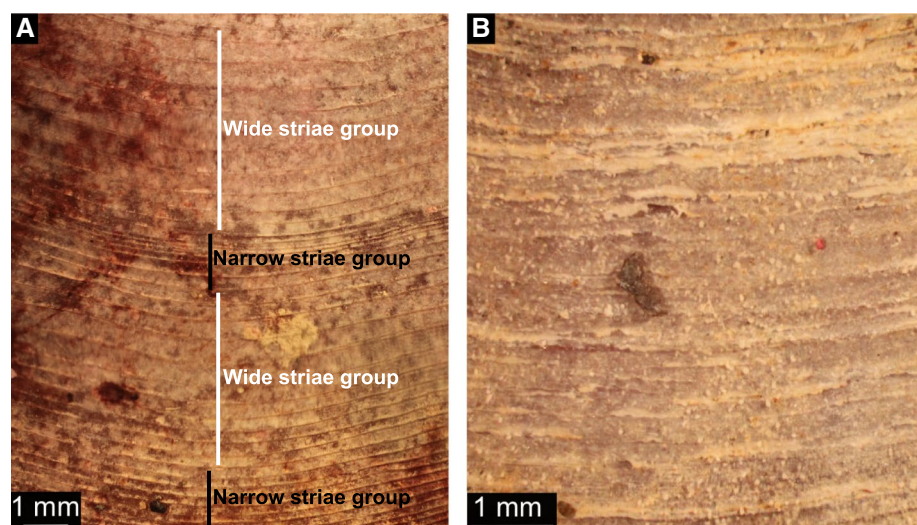 A
B
Wide striae group
Narrow striae group
Wide striae group
Narrow striae group
1 mm
1 mm